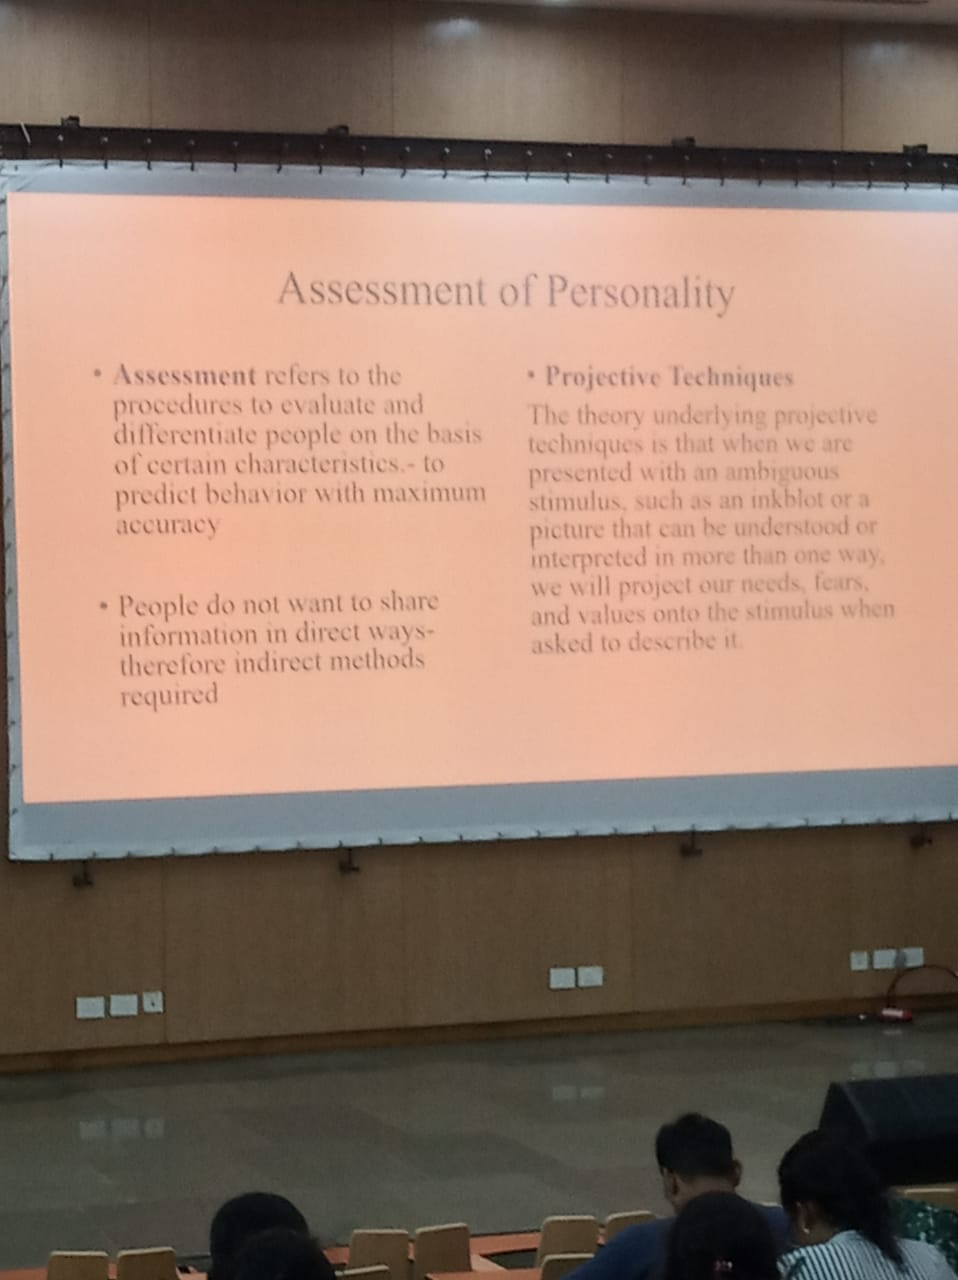 Assessment of Personality
• Assessment refers to the
procedures to evaluate and
differentiate people on the basis
of certain characteristics.- to
predict behavior with maximum
accuracy
• People do not want to share
information in direct ways-
therefore indirect methods
required
• Projective Techniques
The theory underlying projective
techniques is that when we are
presented with an ambiguous
stimulus, such as an inkblot or a
picture that can be understood or
interpreted in more than one way,
we will project our needs, fears,
and values onto the stimulus when
asked to describe it.